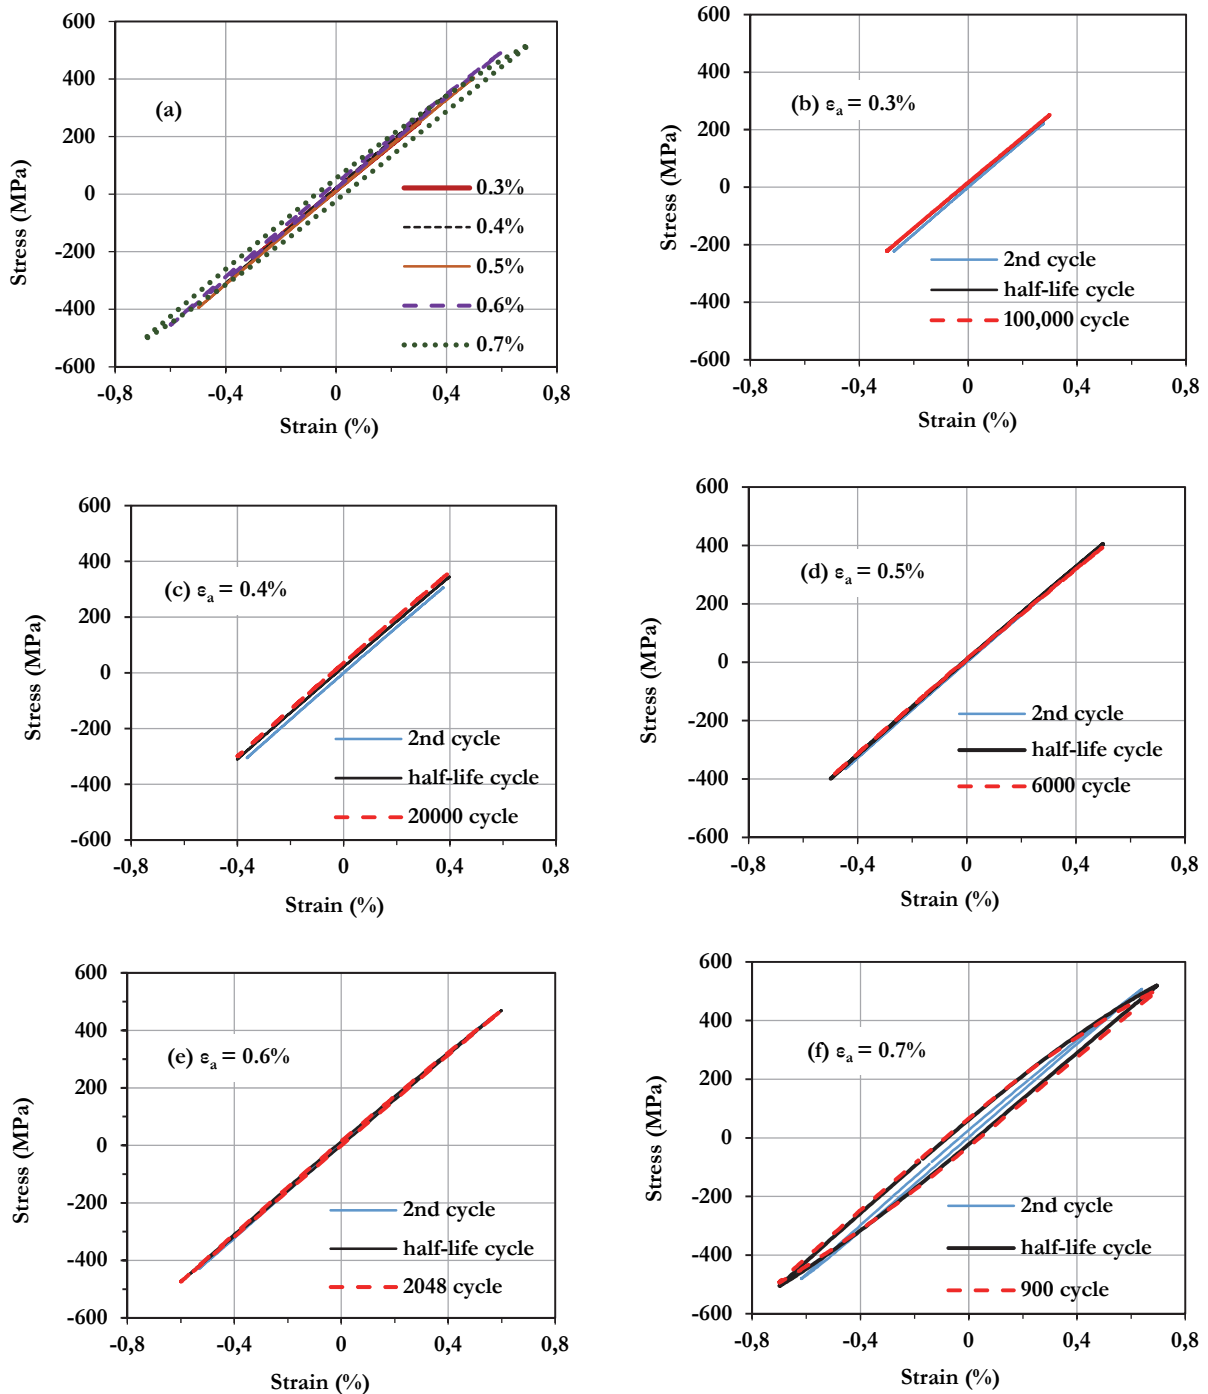 600
400
200
0
-200
-400
-600
-0,8
-0,4
0
0,4
0,8
Stress (MPa)
Strain (%)
(a)
0.3%
0.4%
0.5%
0.6%
0.7%
600
400
200
0
-200
-400
-600
-0,8
-0,4
0
0,4
0,8
Stress (MPa)
Strain (%)
(b) εa = 0.3%
2nd cycle
half-life cycle
100,000 cycle
600
400
200
0
-200
-400
-600
-0,8
-0,4
0
0,4
0,8
Stress (MPa)
Strain (%)
(c) εa = 0.4%
2nd cycle
half-life cycle
20000 cycle
600
400
200
0
-200
-400
-600
-0,8
-0,4
0
0,4
0,8
Stress (MPa)
Strain (%)
(d) εa = 0.5%
2nd cycle
half-life cycle
6000 cycle
600
400
200
0
-200
-400
-600
-0,8
-0,4
0
0,4
0,8
Stress (MPa)
Strain (%)
(e) εa = 0.6%
2nd cycle
half-life cycle
2048 cycle
600
400
200
0
-200
-400
-600
-0,8
-0,4
0
0,4
0,8
Stress (MPa)
Strain (%)
(f) εa = 0.7%
2nd cycle
half-life cycle
900 cycle